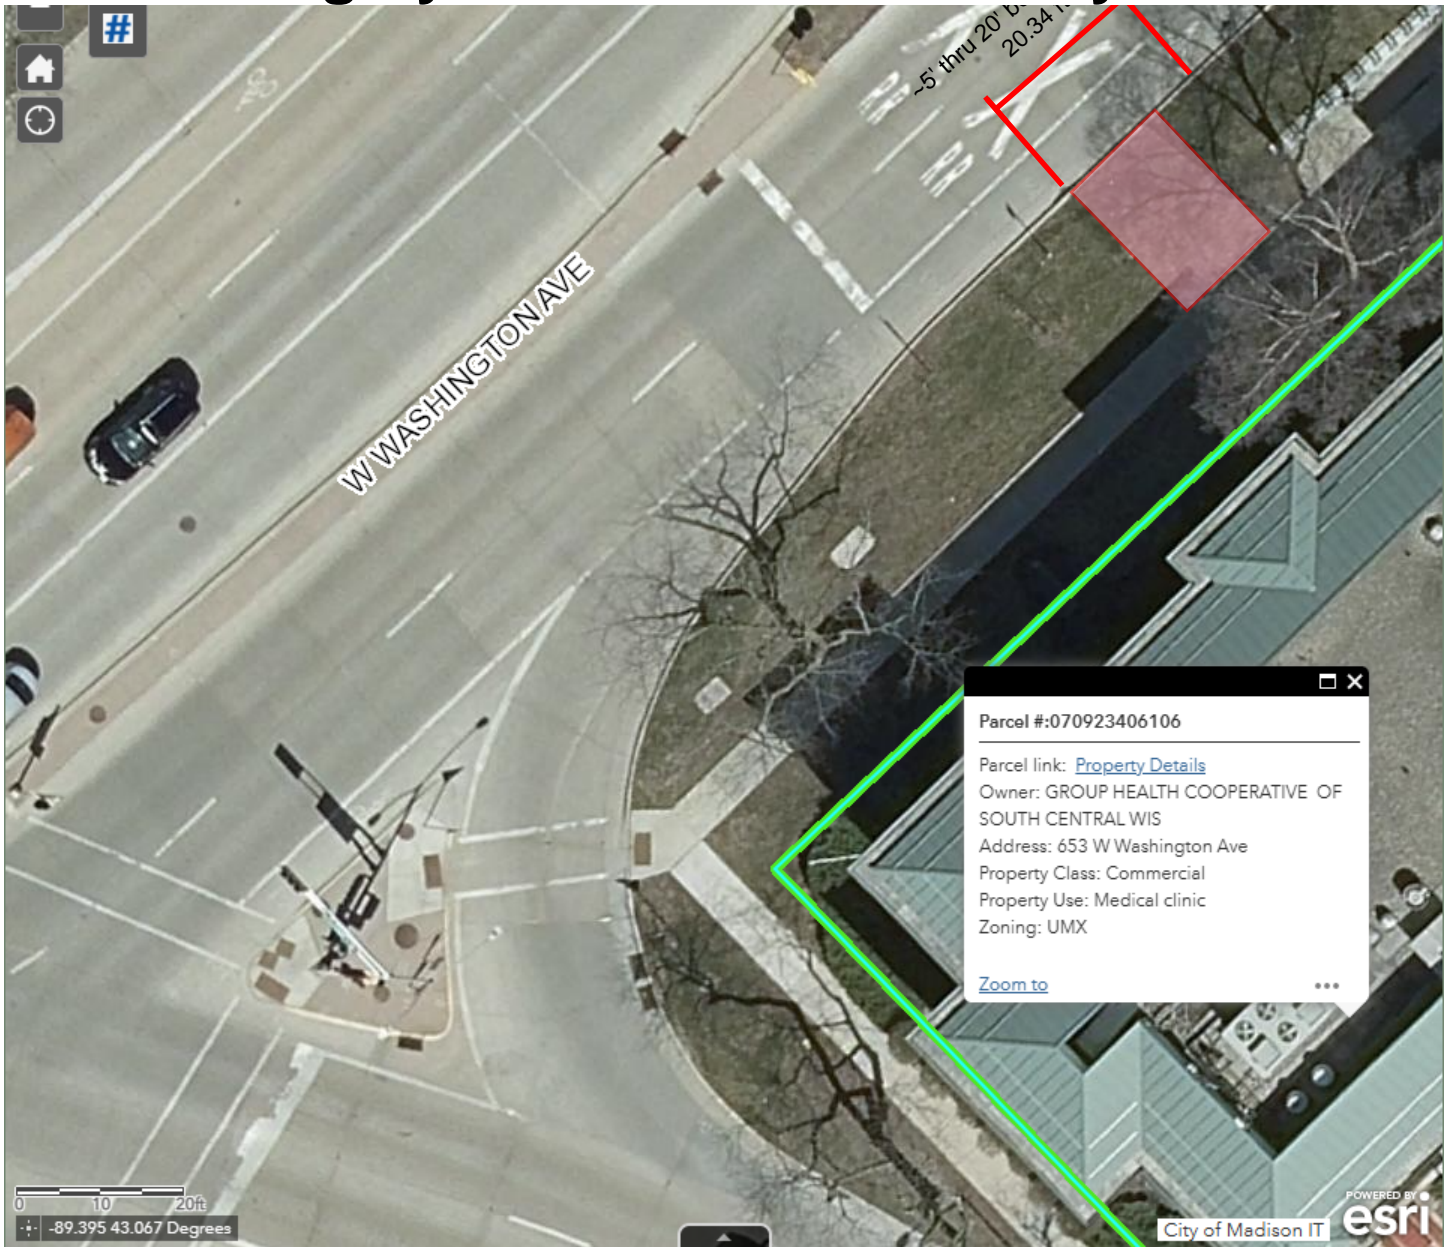 #
~5' thru 20'
20.34
W WASHINGTON AVE
Parcel #:070923406106
Parcel link: Property Details
Owner: GROUP HEALTH COOPERATIVE OF
SOUTH CENTRAL WIS
Address: 653 W Washington Ave
Property Class: Commercial
Property Use: Medical clinic
Zoning: UMX
Zoom to
0 10 20ft
-89.395 43.067 Degrees
City of Madison IT
POWERED BY
esri